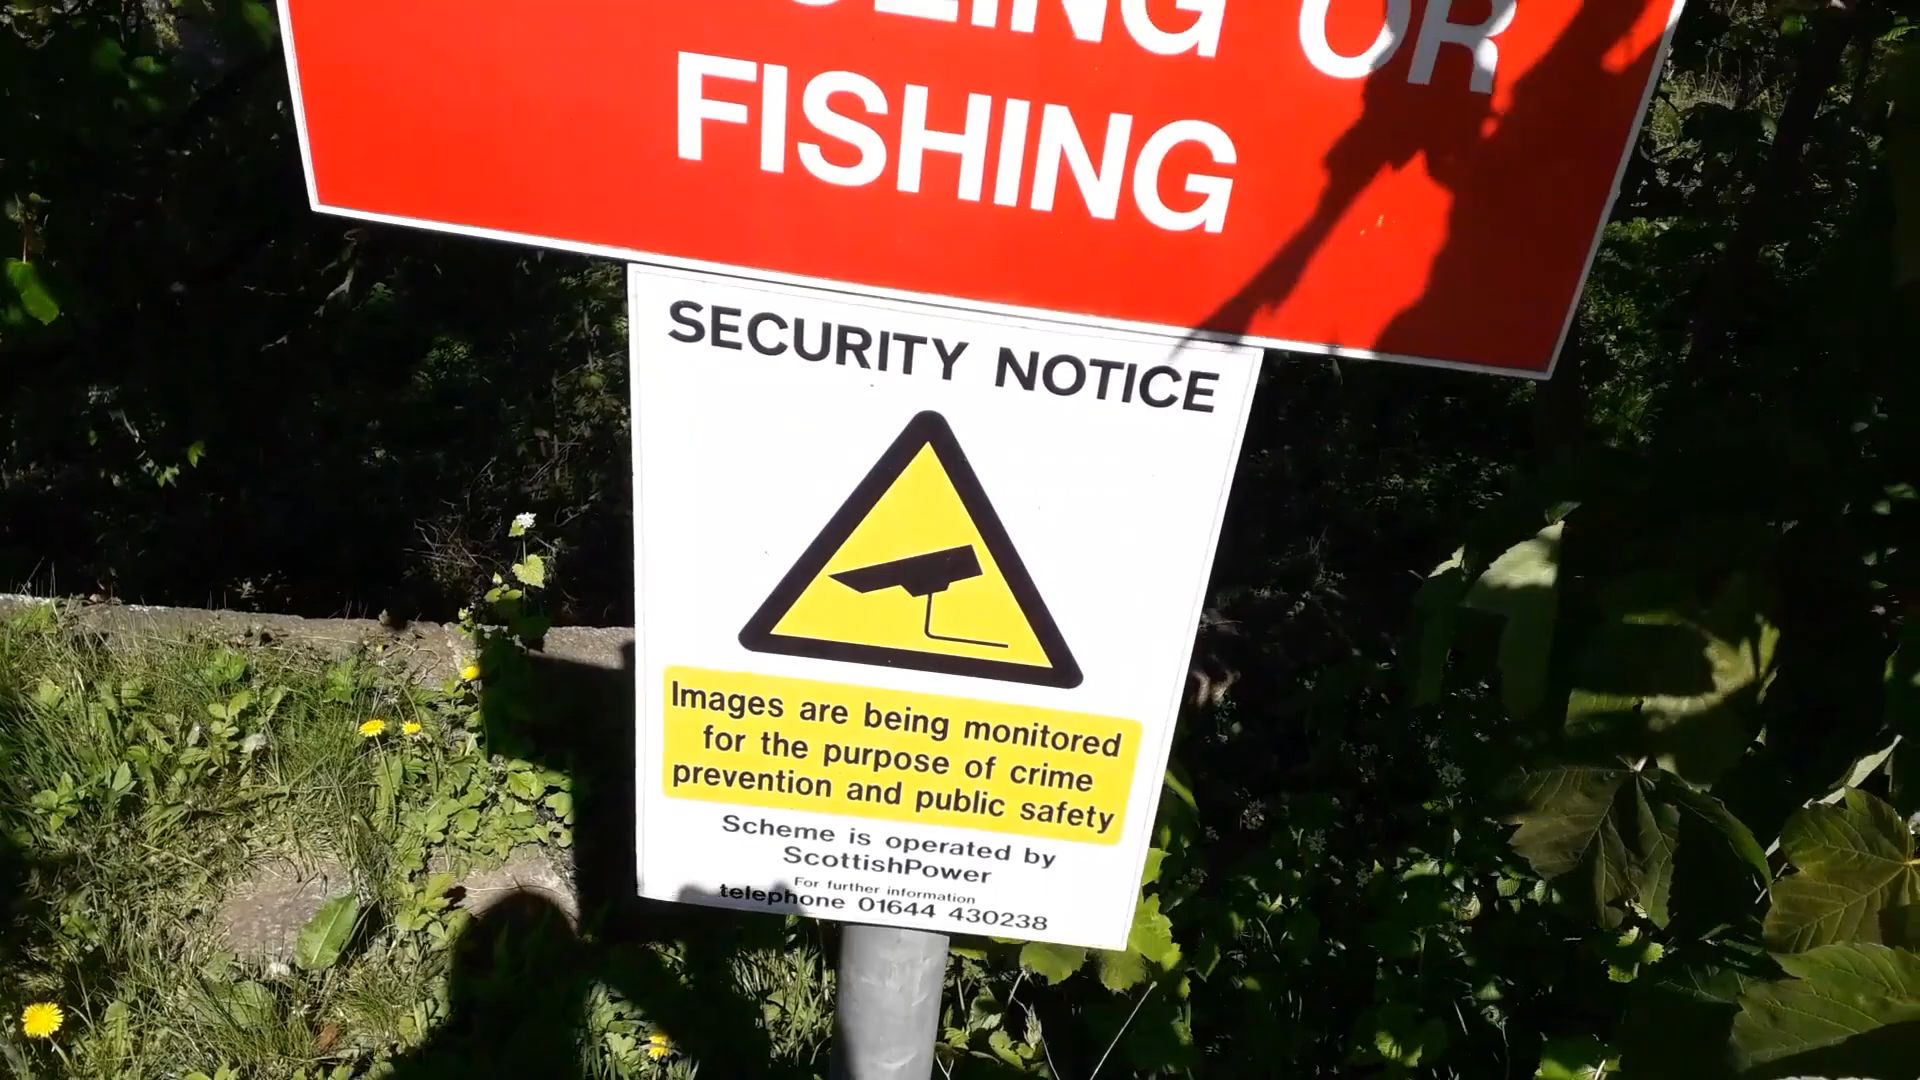 OR
FISHING
SECURITY NOTICE
Images are being monitored
for the purpose of crime
prevention and public safety
Scheme is operated by
ScottishPower
For further information
telephone 01644 430238